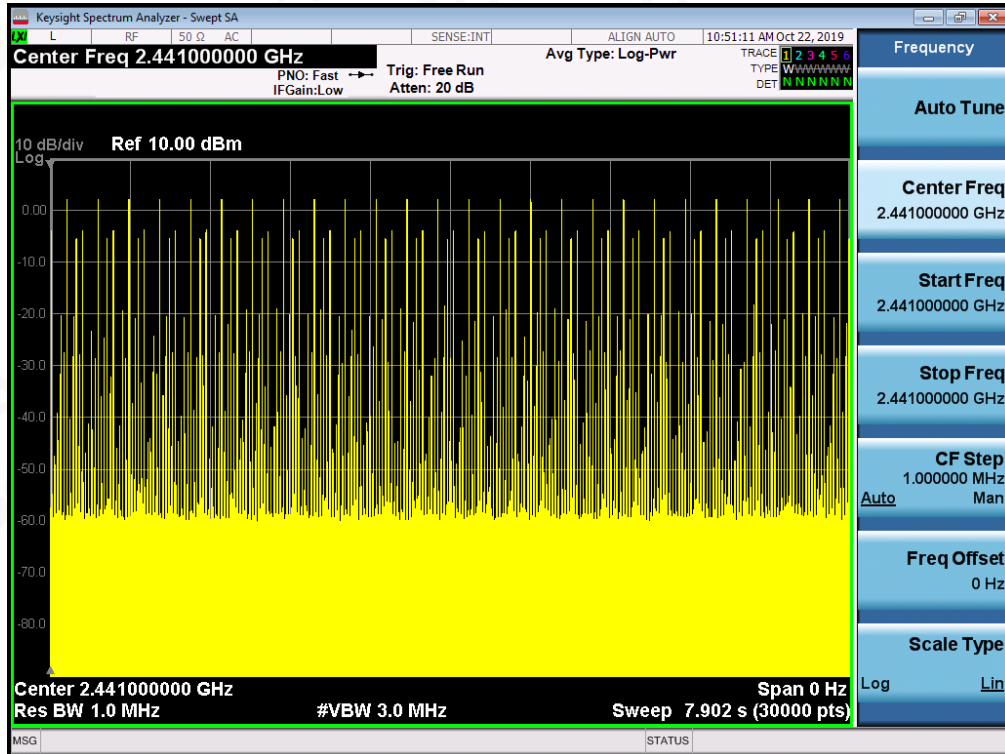 Keysight Spectrum Analyzer - Swept SA
LXI L RF 50 Ω AC SENSE:INT ALIGN AUTO 10:51:11 AM Oct 22, 2019
Center Freq 2.441000000 GHz
PNO: Fast
IFGain:Low
Trig: Free Run
Atten: 20 dB
Avg Type: Log-Pwr
TRACE 1 2 3 4 5 6
TYPE WWWWWW
DET N N N N N N
10 dB/div Ref 10.00 dBm
Log
0.00
-10.0
-20.0
-30.0
-40.0
-50.0
-60.0
-70.0
-80.0
Center 2.441000000 GHz Span 0 Hz
Res BW 1.0 MHz #VBW 3.0 MHz Sweep 7.902 s (30000 pts)
MSG STATUS
Frequency
Auto Tune
Center Freq
2.441000000 GHz
Start Freq
2.441000000 GHz
Stop Freq
2.441000000 GHz
CF Step
1.000000 MHz
Auto Man
Freq Offset
0 Hz
Scale Type
Log Lin